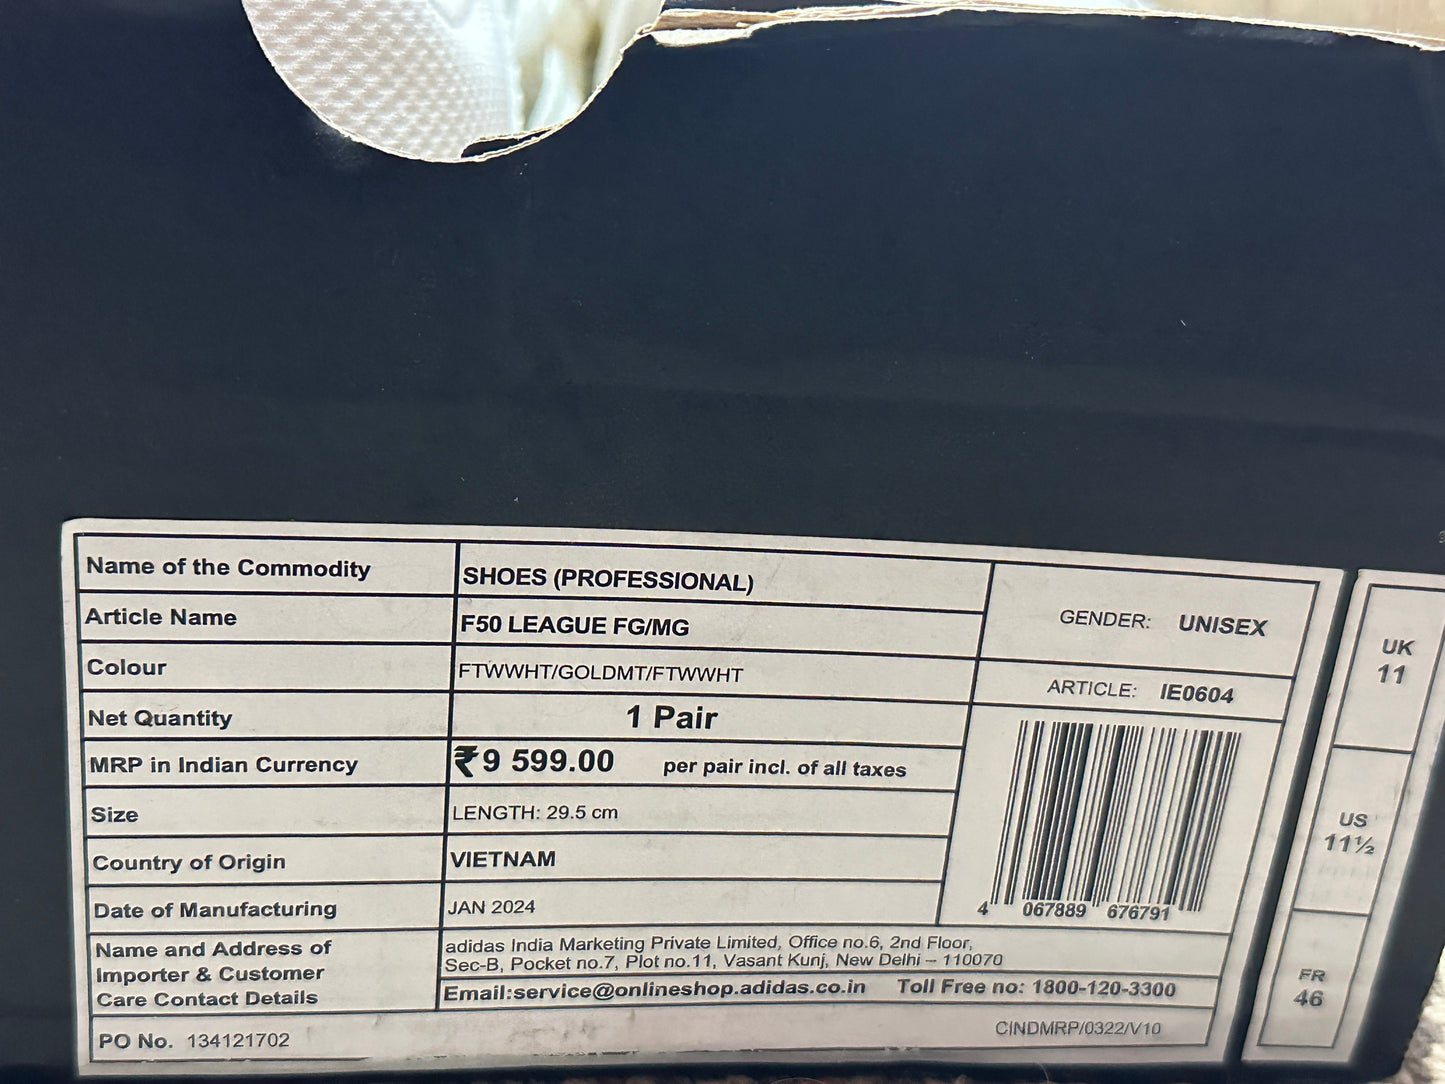 Name of the Commodity SHOES (PROFESSIONAL)
Article Name F50 LEAGUE FG/MG
Colour FTWWHT/GOLDMT/FTWWHT
Net Quantity 1 Pair
MRP in Indian Currency ₹9 599.00 per pair incl. of all taxes
Size LENGTH: 29.5 cm
Country of Origin VIETNAM
Date of Manufacturing JAN 2024
Name and Address of
Importer & Customer
Care Contact Details
adidas India Marketing Private Limited, Office no.6, 2nd Floor,
Sec-B, Pocket no.7, Plot no.11, Vasant Kunj, New Delhi – 110070
Email:service@onlineshop.adidas.co.in Toll Free no: 1800-120-3300
PO No. 134121702
CINDMRP/0322/V10
GENDER: UNISEX
ARTICLE: IE0604
4 067889 676791
UK
11
US
11½
FR
46